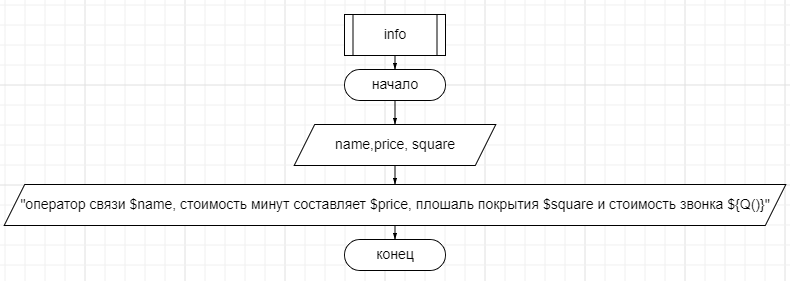 info
начало
name,price, square
"оператор связи $name, стоимость минут составляет $price, плошаль покрытия $square и стоимость звонка ${Q()}"
конец